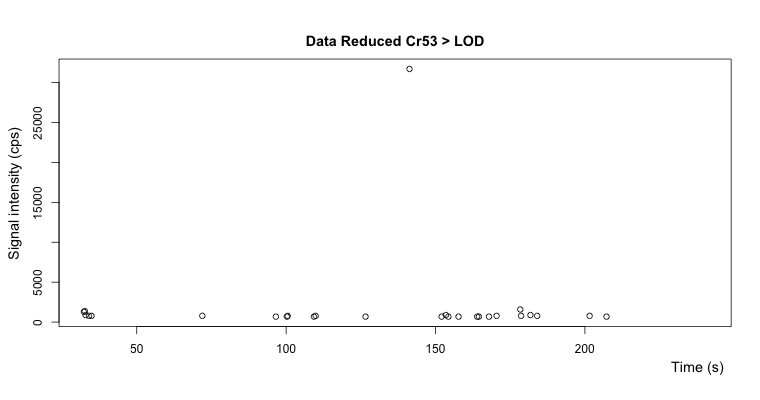 Data Reduced Cr53 > LOD
Signal intensity (cps)
25000
15000
5000
0
50 100 150 200
Time (s)